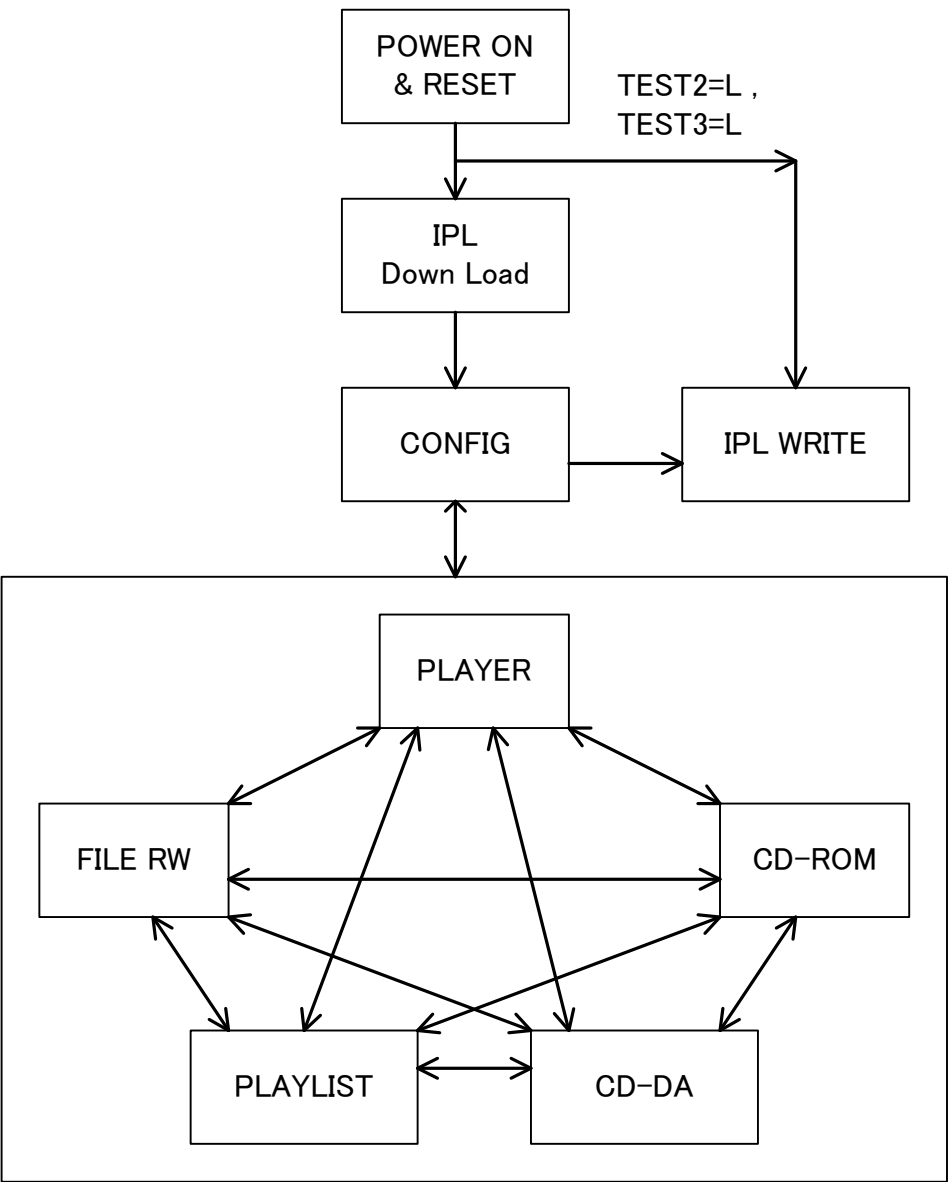 POWER ON
& RESET
TEST2=L ,
TEST3=L
IPL
Down Load
CONFIG
IPL WRITE
PLAYER
FILE RW
CD-ROM
PLAYLIST
CD-DA